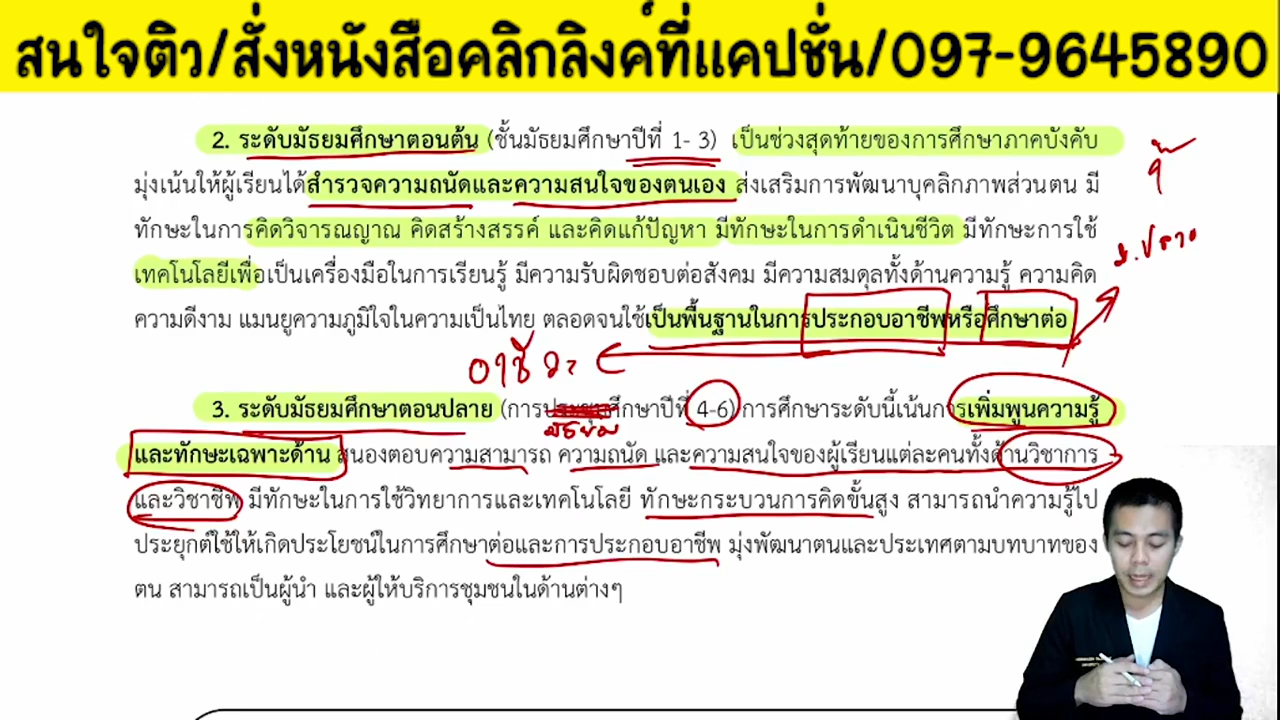 สนใจติว/สั่งหนังสือคลิกลิงค์ที่แคปชั่น/097-9645890
2. ระดับมัธยมศึกษาตอนต้น (ชั้นมัธยมศึกษาปีที่ 1- 3) เป็นช่วงสุดท้ายของการศึกษาภาคบังคับ
มุ่งเน้นให้ผู้เรียนได้สำรวจความถนัดและความสนใจของตนเอง ส่งเสริมการพัฒนาบุคลิกภาพส่วนตน มี
ทักษะในการคิดวิจารณญาณ คิดสร้างสรรค์ และคิดแก้ปัญหา มีทักษะในการดำเนินชีวิต มีทักษะการใช้
ม.ปลาย
เทคโนโลยีเพื่อเป็นเครื่องมือในการเรียนรู้ มีความรับผิดชอบต่อสังคม มีความสมดุลทั้งด้านความรู้ ความคิด
ความดีงาม แมนยูความภูมิใจในความเป็นไทย ตลอดจนใช้เป็นพื้นฐานในการประกอบอาชีพหรือศึกษาต่อ
3. ระดับมัธยมศึกษาตอนปลาย (การศึกษาปีที่ 4-6) การศึกษาระดับนี้เน้นการเพิ่มพูนความรู้
มัธยม
และทักษะเฉพาะด้าน สนองตอบความสามารถ ความถนัด และความสนใจของผู้เรียนแต่ละคนทั้งด้านวิชาการ
และวิชาชีพ มีทักษะในการใช้วิทยาการและเทคโนโลยี ทักษะกระบวนการคิดขั้นสูง สามารถนำความรู้ไป
ประยุกต์ใช้ให้เกิดประโยชน์ในการศึกษาต่อและการประกอบอาชีพ มุ่งพัฒนาตนและประเทศตามบทบาทของ
ตน สามารถเป็นผู้นำ และผู้ให้บริการชุมชนในด้านต่างๆ